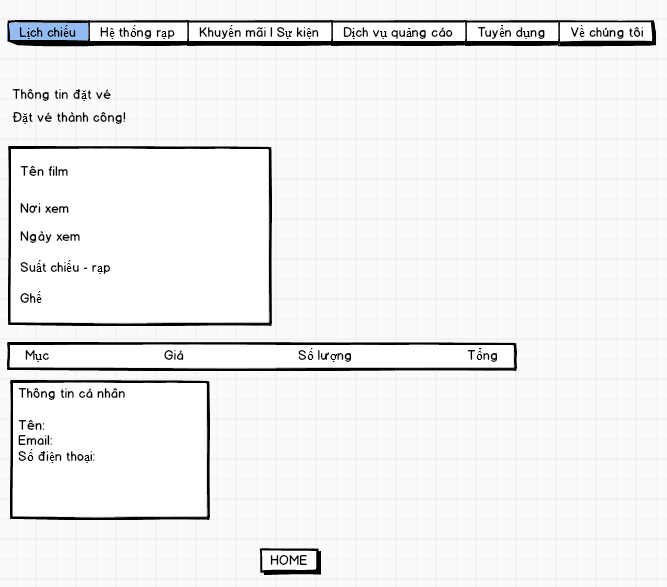 Lịch chiếu Hệ thống rạp Khuyến mãi | Sự kiện Dịch vụ quảng cáo Tuyển dụng Về chúng tôi
Thông tin đặt vé
Đặt vé thành công!
Tên film
Nơi xem
Ngày xem
Suất chiếu - rạp
Ghế
Mục Giá Số lượng Tổng
Thông tin cá nhân
Tên:
Email:
Số điện thoại:
HOME